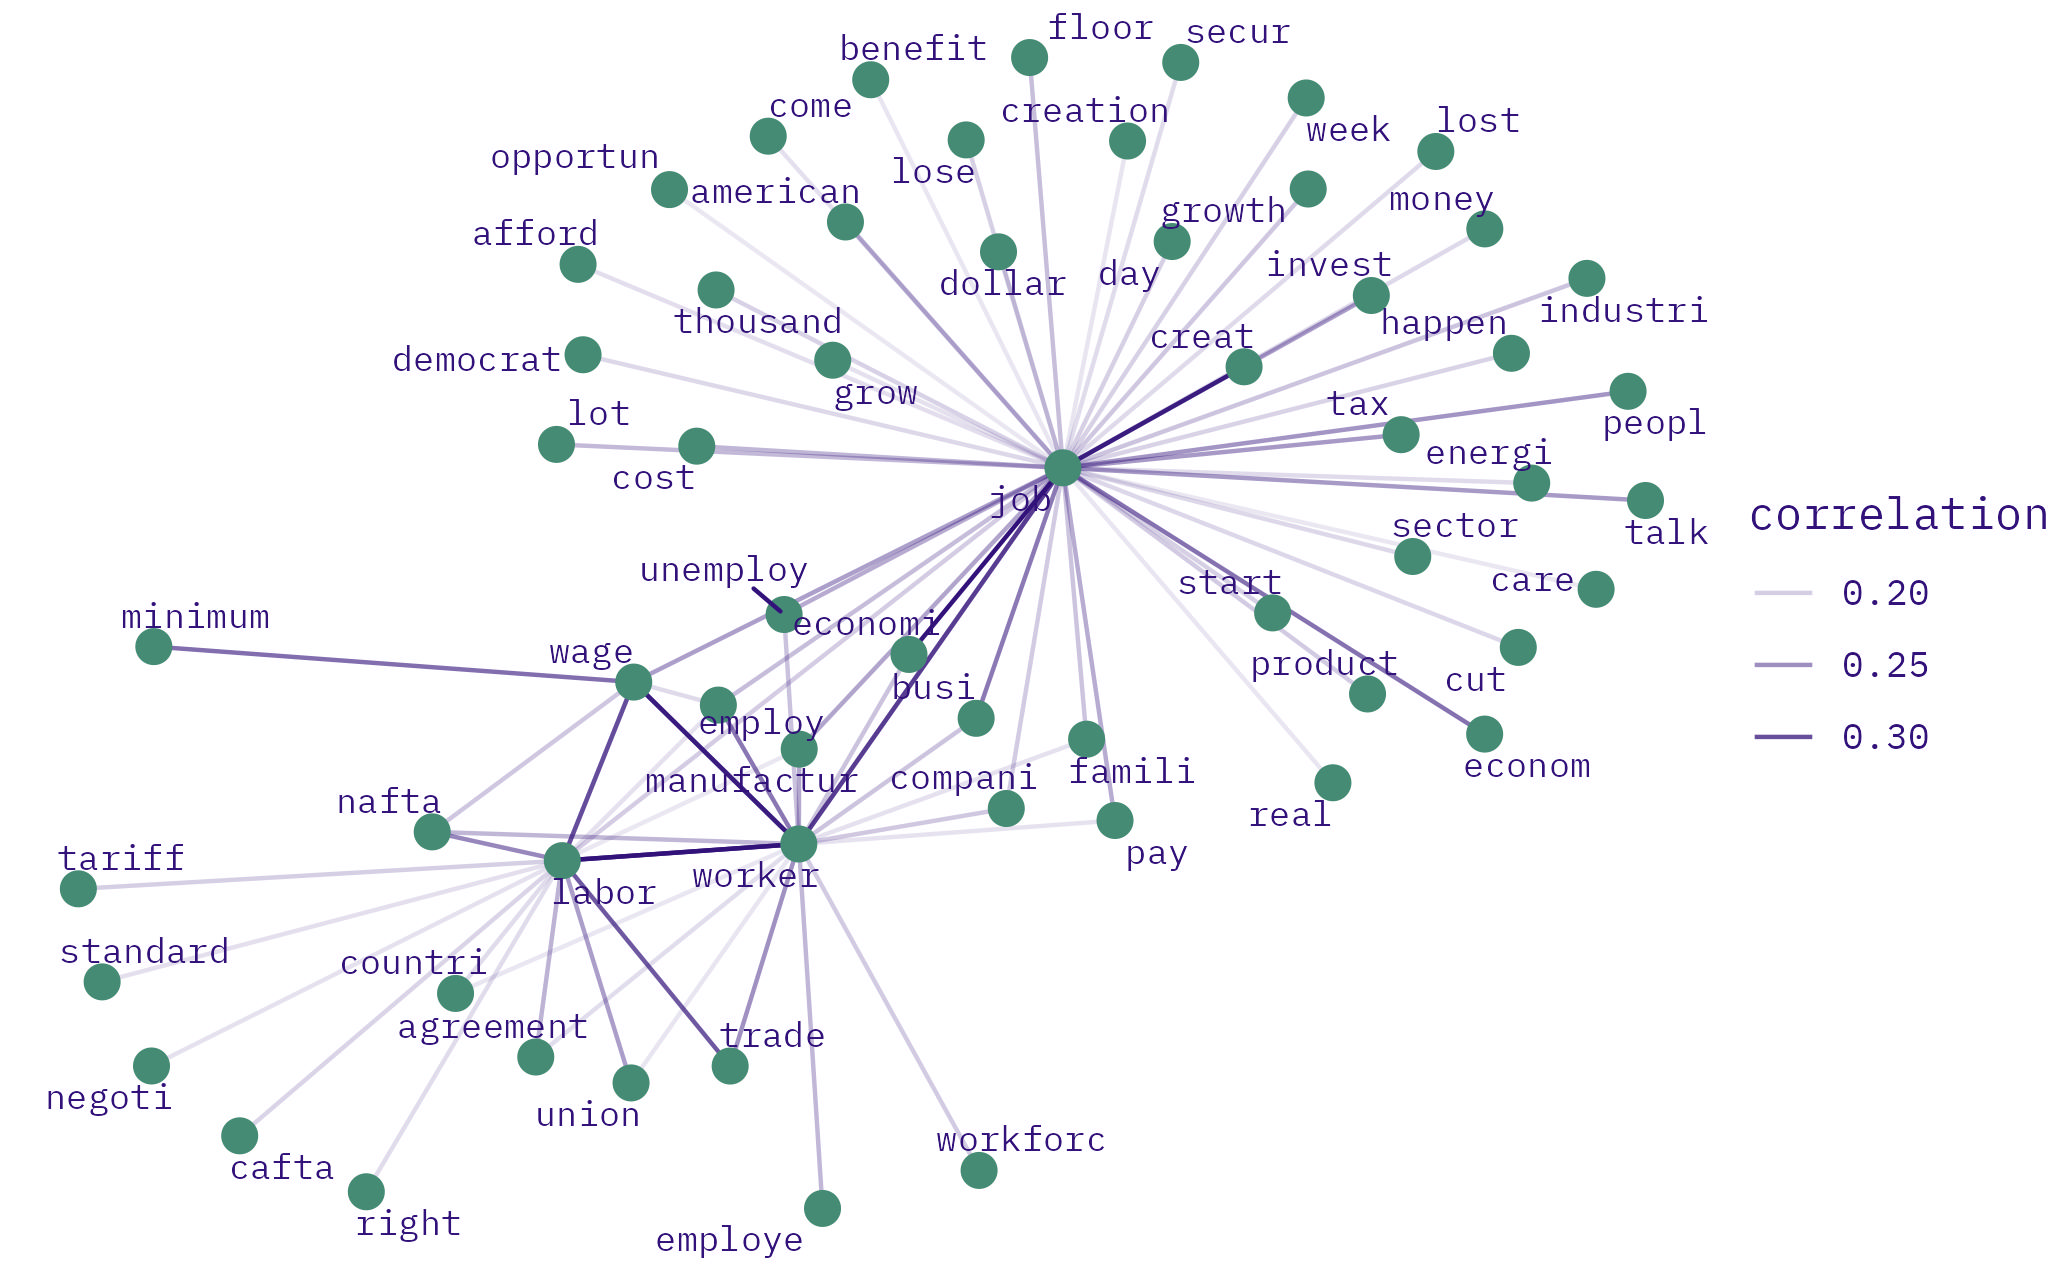 floor
secur
benefit
come
creation
week
lost
opportun
american
lose
growth
money
afford
dollar
day
invest
industri
thousand
happen
democrat
creat
grow
tax
peopl
lot
energi
cost
job
sector
talk
correlation
unemploy
start
care
0.20
minimum
economi
wage
product
cut
0.25
busi
employ
manufactur
compani
famili
econom
0.30
nafta
real
tariff
labor
worker
pay
standard
countri
agreement
trade
negoti
union
cafta
workforc
right
employe